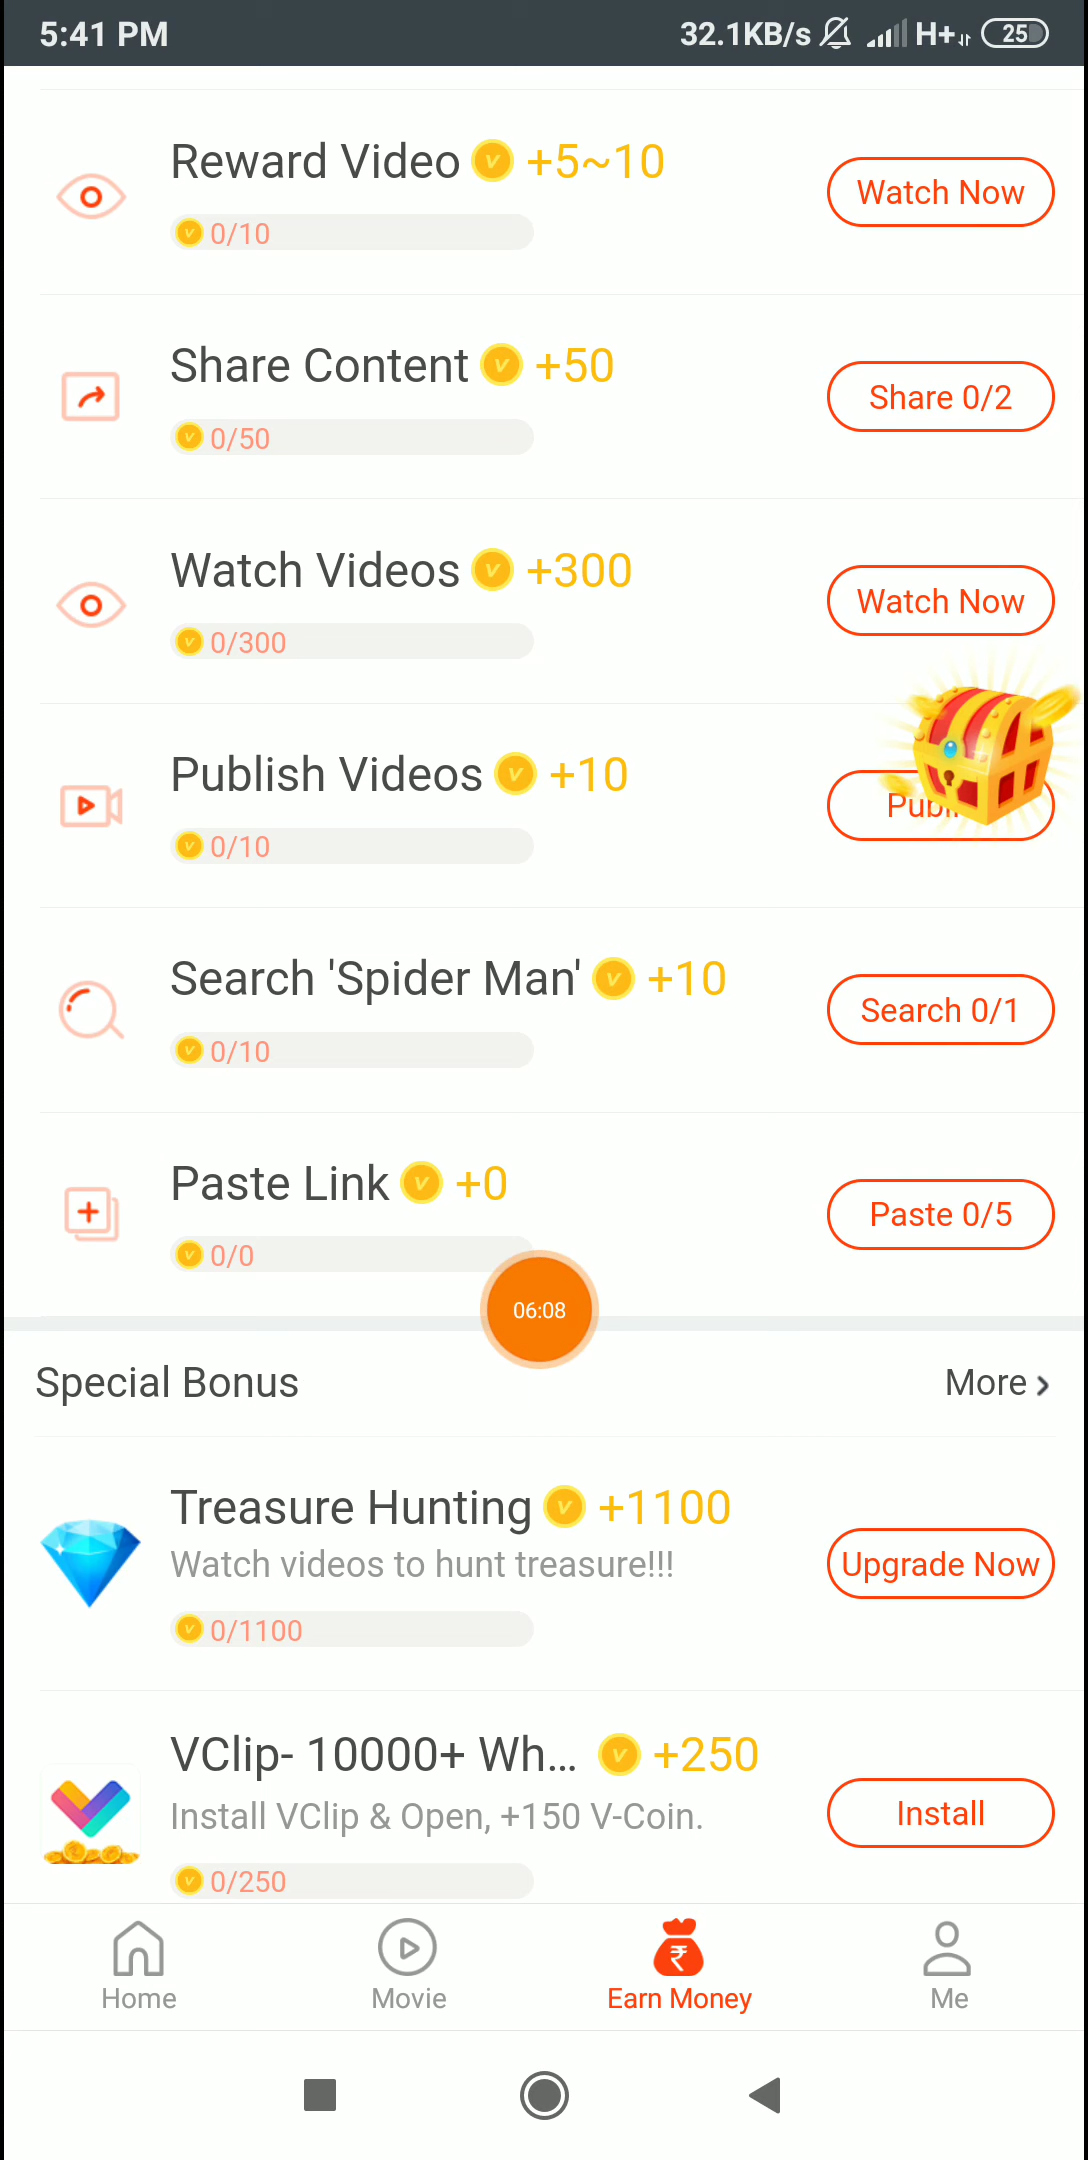 5:41 PM 32.1KB/s H+ 25
Reward Video +5~10
0/10
Watch Now
Share Content +50
0/50
Share 0/2
Watch Videos +300
0/300
Watch Now
Publish Videos +10
0/10
Search 'Spider Man' +10
0/10
Search 0/1
Paste Link +0
0/0
Paste 0/5
06:08
Special Bonus More
Treasure Hunting +1100
Watch videos to hunt treasure!!!
0/1100
Upgrade Now
VClip- 10000+ Wh... +250
Install VClip & Open, +150 V-Coin.
0/250
Install
Home Movie Earn Money Me